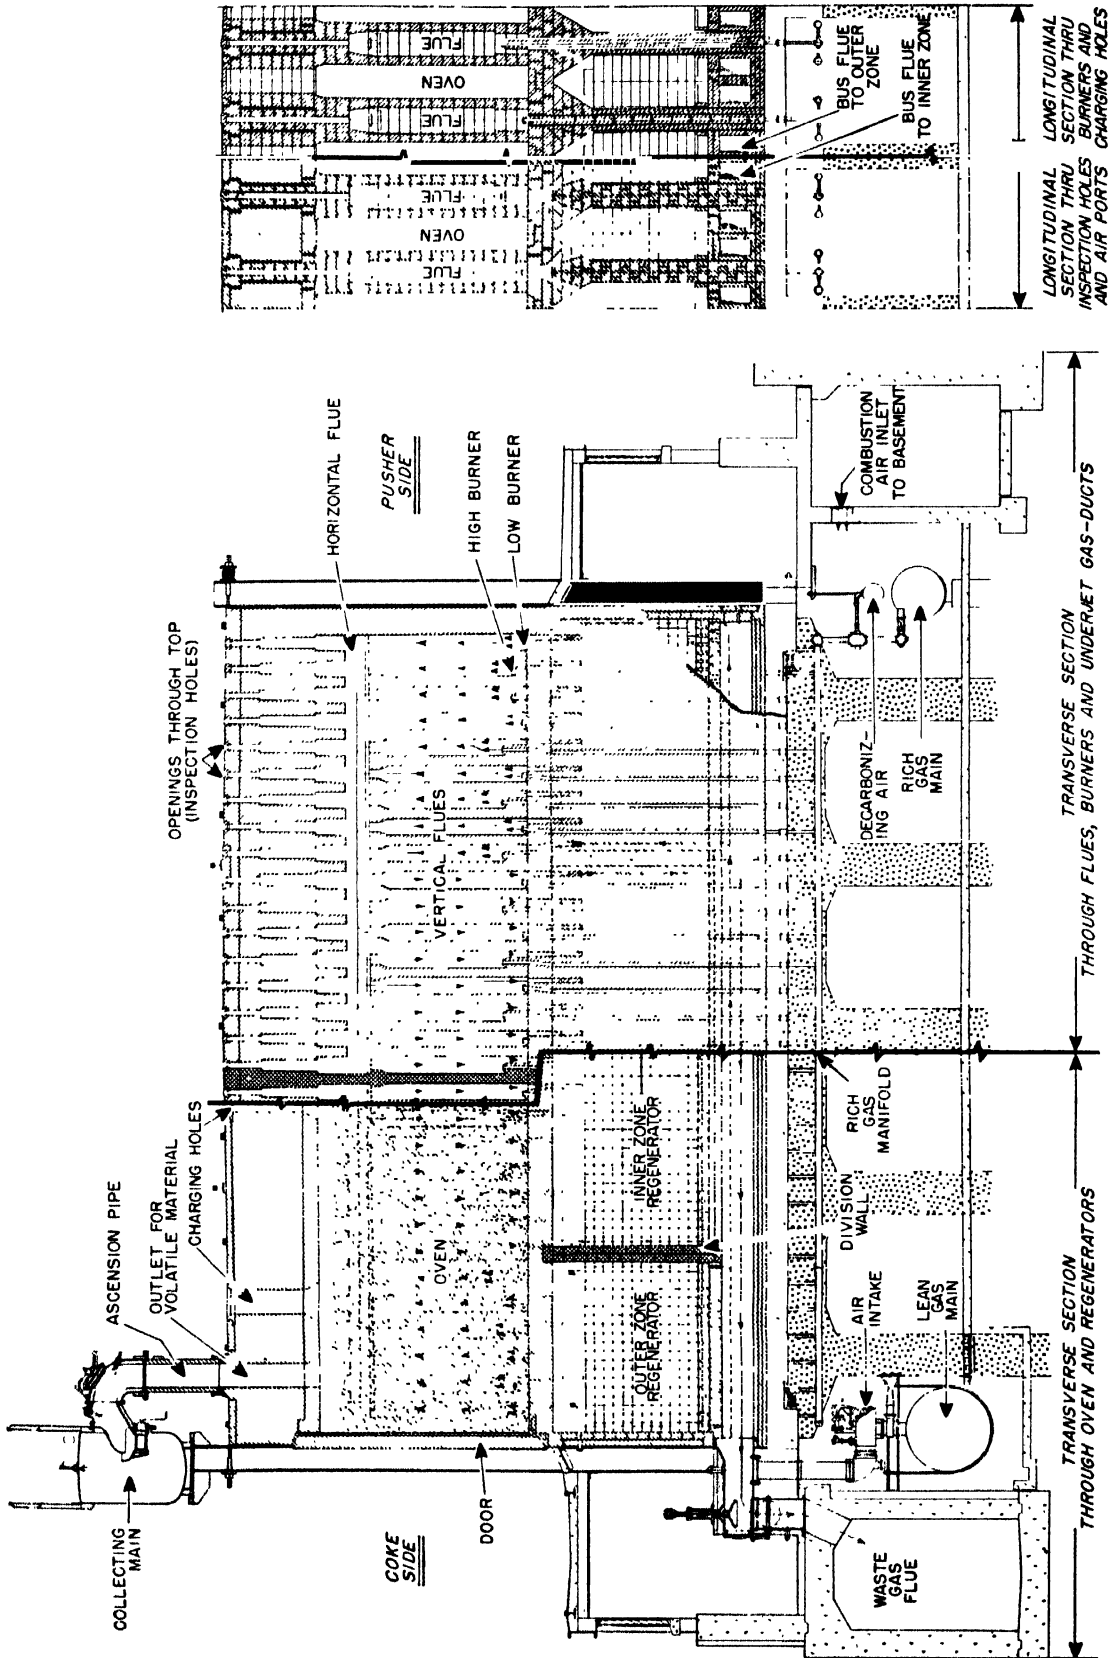 COLLECTING
MAIN
ASCENSION PIPE
OUTLET FOR
VOLATILE MATERIAL
CHARGING HOLES
OPENINGS THROUGH TOP
(INSPECTION HOLES)
HORIZONTAL FLUE
COKE
SIDE
PUSHER
SIDE
HIGH BURNER
LOW BURNER
DOOR
OVEN
VERTICAL FLUES
OUTER ZONE
REGENERATOR
INNER ZONE
REGENERATOR
DIVISION
WALL
RICH
GAS
MANIFOLD
AIR
INTAKE
LEAN
GAS
MAIN
WASTE
GAS
FLUE
DECARBONIZ-
ING AIR
RICH
GAS
MAIN
COMBUSTION
AIR INLET
TO BASEMENT
TRANSVERSE SECTION
THROUGH OVEN AND REGENERATORS
TRANSVERSE SECTION
THROUGH FLUES, BURNERS AND UNDERJET GAS-DUCTS
FLUE
OVEN
FLUE
FLUE
OVEN
FLUE
BUS FLUE
TO OUTER
ZONE
BUS FLUE
TO INNER ZONE
LONGITUDINAL
SECTION THRU
INSPECTION HOLES
AND AIR PORTS
LONGITUDINAL
SECTION THRU
BURNERS AND
CHARGING HOLES